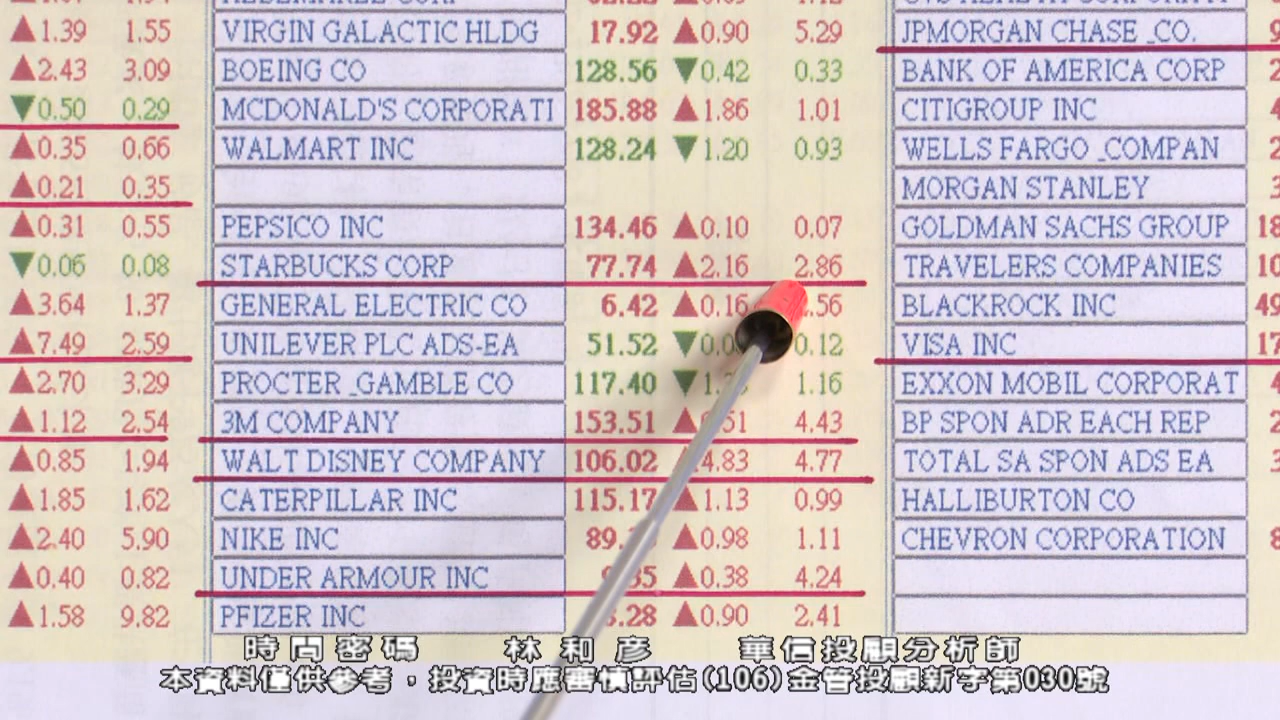 VIRGIN GALACTIC HLDG 17.92 ▲0.90 5.29
▲1.39 1.55 JPMORGAN CHASE _CO.
▲2.43 3.09 BOEING CO 128.56 ▼0.42 0.33 BANK OF AMERICA CORP
▼0.50 0.29 MCDONALD'S CORPORATI 185.88 ▲1.86 1.01 CITIGROUP INC
▲0.35 0.66 WALMART INC 128.24 ▼1.20 0.93 WELLS FARGO _COMPAN
▲0.21 0.35 MORGAN STANLEY
▲0.31 0.55 PEPSICO INC 134.46 ▲0.10 0.07 GOLDMAN SACHS GROUP
▼0.06 0.08 STARBUCKS CORP 77.74 ▲2.16 2.86 TRAVELERS COMPANIES
▲3.64 1.37 GENERAL ELECTRIC CO 6.42 ▲0.16 BLACKROCK INC
▲7.49 2.59 UNILEVER PLC ADS-EA 51.52 ▼ 0.12 VISA INC
▲2.70 3.29 PROCTER _GAMBLE CO 117.40 ▼ 1.16 EXXON MOBIL CORPORAT
▲1.12 2.54 3M COMPANY 153.51 ▲ 4.43 BP SPON ADR EACH REP
▲0.85 1.94 WALT DISNEY COMPANY 106.02 4.83 4.77 TOTAL SA SPON ADS EA
▲1.85 1.62 CATERPILLAR INC 115.17 ▲1.13 0.99 HALLIBURTON CO
▲2.40 5.90 NIKE INC ▲0.98 1.11 CHEVRON CORPORATION
▲0.40 0.82 UNDER ARMOUR INC ▲0.38 4.24
▲1.58 9.82 PFIZER INC ▲0.90 2.41
時間密碼 林和彥 華信投顧分析師
本資料僅供參考，投資時應審慎評估(106)金管投顧新字第030號